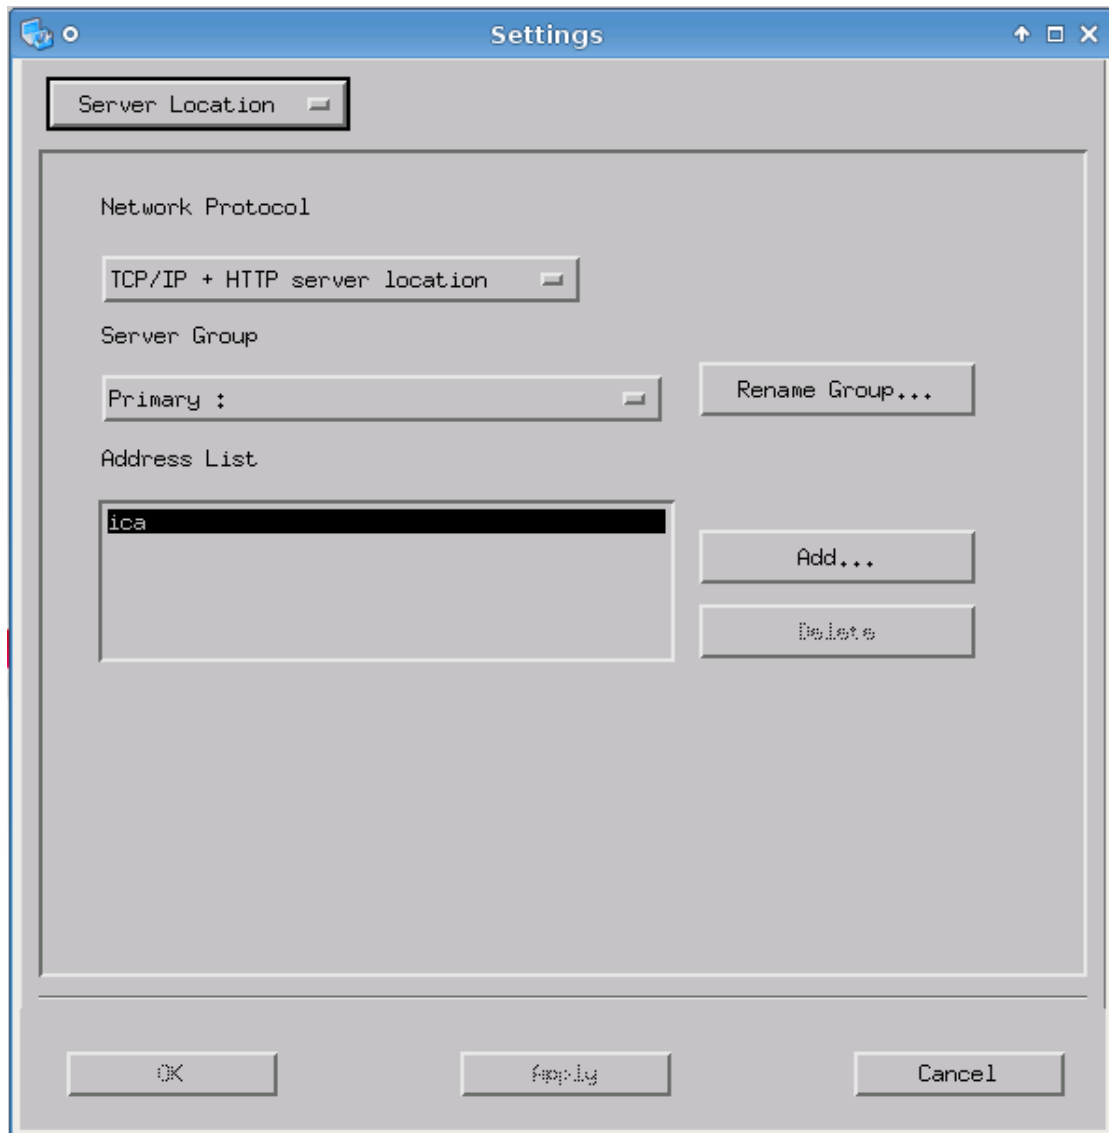 Settings
Server Location
Network Protocol
TCP/IP + HTTP server location
Server Group
Primary :
Rename Group...
Address List
ica
Add...
Delete
OK
Apply
Cancel